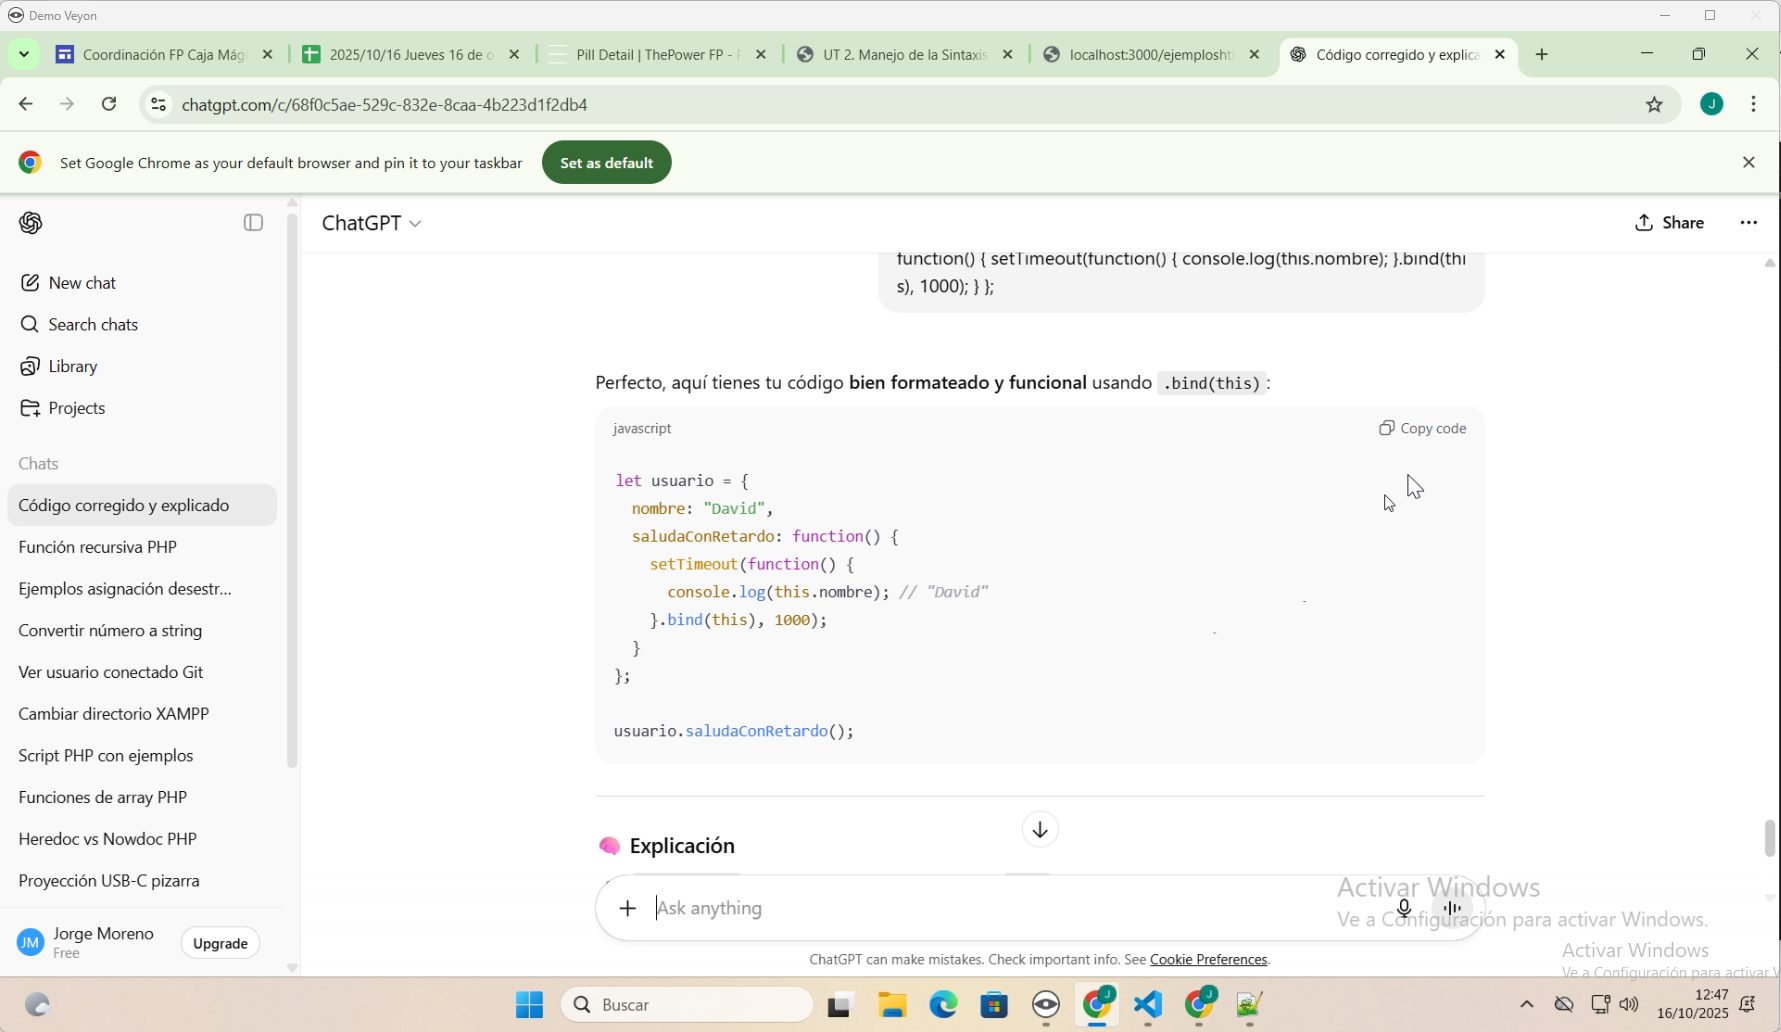 Demo Veyon
Coordinación FP Caja Mág
2025/10/16 Jueves 16 de o
Pill Detail | ThePower FP -
UT 2. Manejo de la Sintaxis
localhost:3000/ejemplosht
Código corregido y explica
chatgpt.com/c/68f0c5ae-529c-832e-8caa-4b223d1f2db4
J
Set Google Chrome as your default browser and pin it to your taskbar
Set as default
ChatGPT
Share
New chat
Search chats
Library
Projects
Chats
Código corregido y explicado
Función recursiva PHP
Ejemplos asignación desestr...
Convertir número a string
Ver usuario conectado Git
Cambiar directorio XAMPP
Script PHP con ejemplos
Funciones de array PHP
Heredoc vs Nowdoc PHP
Proyección USB-C pizarra
JM
Jorge Moreno
Free
Upgrade
function() { setTimeout(function() { console.log(this.nombre); }.bind(thi
s), 1000); } };
Perfecto, aquí tienes tu código bien formateado y funcional usando .bind(this) :
javascript
Copy code
let usuario = {
nombre: "David",
saludaConRetardo: function() {
setTimeout(function() {
console.log(this.nombre); // "David"
}.bind(this), 1000);
}
};
usuario.saludaConRetardo();
Explicación
Ask anything
ChatGPT can make mistakes. Check important info. See Cookie Preferences.
Activar Windows
Ve a Configuración para activar Windows.
Activar Windows
Ve a Configuración para activar
Buscar
J
J
12:47
16/10/2025